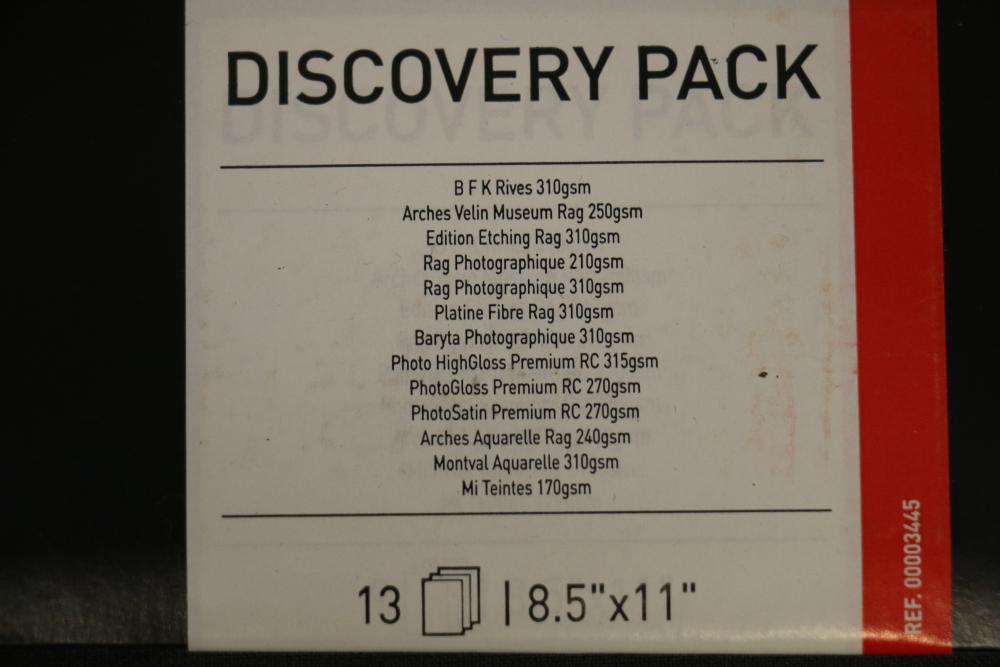 DISCOVERY PACK
B F K Rives 310gsm
Arches Velin Museum Rag 250gsm
Edition Etching Rag 310gsm
Rag Photographique 210gsm
Rag Photographique 310gsm
Platine Fibre Rag 310gsm
Baryta Photographique 310gsm
Photo HighGloss Premium RC 315gsm
PhotoGloss Premium RC 270gsm
PhotoSatin Premium RC 270gsm
Arches Aquarelle Rag 240gsm
Montval Aquarelle 310gsm
Mi Teintes 170gsm
13 | 8.5"x11"
REF. 00003445